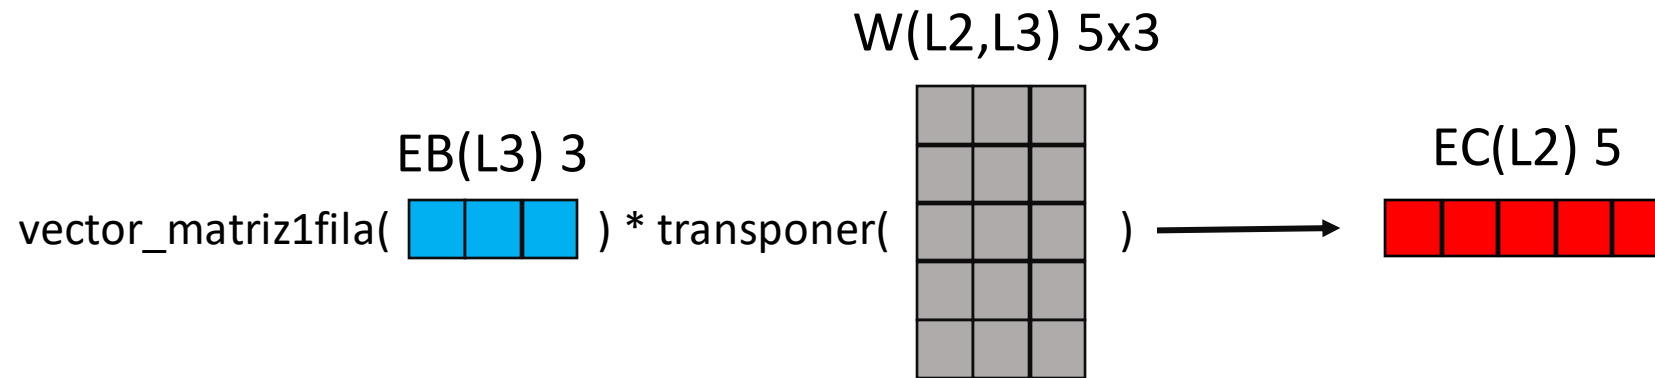 W(L2,L3) 5x3
EB(L3) 3
EC(L2) 5
vector_matriz1fila( ) * transponer( )